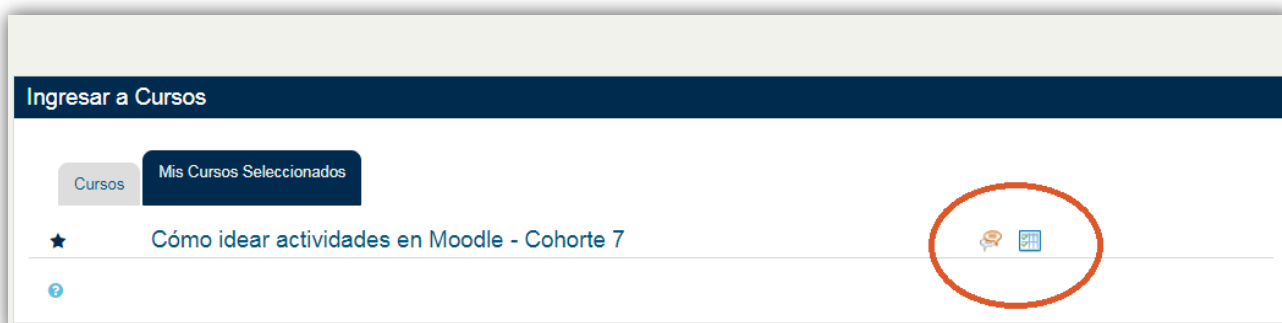 Ingresar a Cursos
Cursos
Mis Cursos Seleccionados
Cómo idear actividades en Moodle - Cohorte 7
?